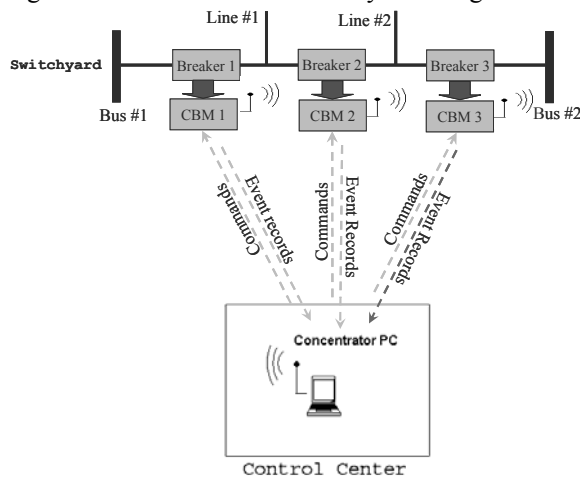 Line #1
Line #2
Switchyard
Breaker 1
Breaker 2
Breaker 3
Bus #1
CBM 1
CBM 2
CBM 3
Bus #2
Commands
Event records
Commands
Event Records
Commands
Event Records
Concentrator PC
Control Center